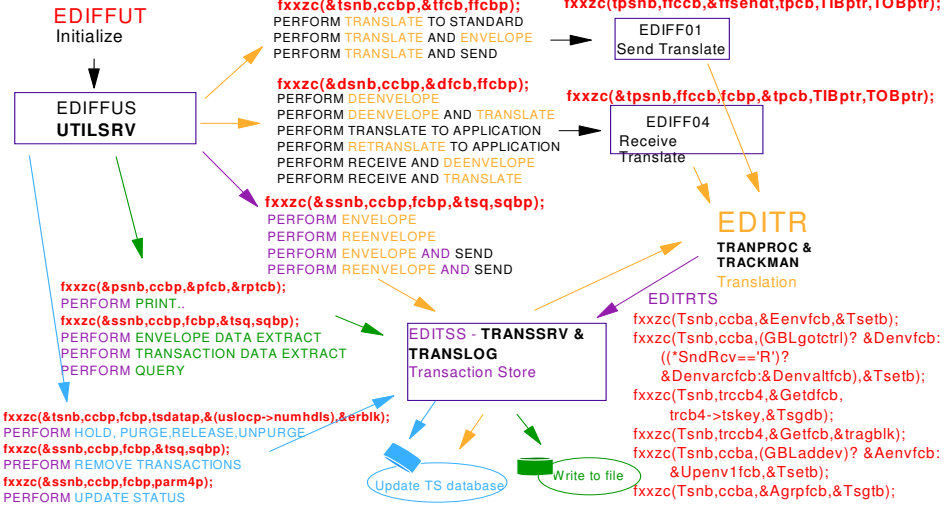 EDIFFUT
Initialize
EDIFFUS
UTILSRV
fxxzc(&tsnb,ccbp,&tfcb,ffcbp);
PERFORM TRANSLATE TO STANDARD
PERFORM TRANSLATE AND ENVELOPE
PERFORM TRANSLATE AND SEND
fxxzc(tpsnb,ffccb,&ffsendt,tpcb,TIBptr,TOBptr);
EDIFF01
Send Translate
fxxzc(&dsnb,ccbp,&dfcb,ffcbp);
PERFORM DEENVELOPE
PERFORM DEENVELOPE AND TRANSLATE
PERFORM TRANSLATE TO APPLICATION
PERFORM RETRANSLATE TO APPLICATION
PERFORM RECEIVE AND DEENVELOPE
PERFORM RECEIVE AND TRANSLATE
fxxzc(&tpsnb,ffccb,fcbp,&tpcb,TIBptr,TOBptr);
EDIFF04
Receive
Translate
fxxzc(&ssnb,ccbp,fcbp,&tsq,sqbp);
PERFORM ENVELOPE
PERFORM REENVELOPE
PERFORM ENVELOPE AND SEND
PERFORM REENVELOPE AND SEND
EDITR
TRANPROC &
TRACKMAN
Translation
fxxzc(&psnb,ccbp,&pfcb,&rptcb);
PERFORM PRINT..
fxxzc(&ssnb,ccbp,fcbp,&tsq,sqbp);
PERFORM ENVELOPE DATA EXTRACT
PERFORM TRANSACTION DATA EXTRACT
PERFORM QUERY
EDITSS - TRANSSRV &
TRANSLOG
Transaction Store
EDITRTS
fxxzc(Tsnb,ccba,&Eenvfcb,&Tsetb);
fxxzc(Tsnb,ccba,(GBLgotctrl)? &Denvfcb:
((*SndRcv=='R')?
&Denvarcfcb:&Denvaltfcb),&Tsetb);
fxxzc(Tsnb,trccb4,&Getdfcb,
trcb4->tskey,&Tsgdb);
fxxzc(Tsnb,trccb4,&Getfcb,&tragblk);
fxxzc(Tsnb,ccba,(GBLaddev)? &Aenvfcb:
&Upenv1fcb,&Tsetb);
fxxzc(Tsnb,ccba,&Agrpfcb,&Tsgtb);
fxxzc(&tsnb,ccbp,fcbp,tsdatap,&(uslocp->numhdls),&erblk);
PERFORM HOLD, PURGE,RELEASE,UNPURGE
fxxzc(&ssnb,ccbp,fcbp,&tsq,sqbp);
PREFORM REMOVE TRANSACTIONS
fxxzc(&ssnb,ccbp,fcbp,parm4p);
PERFORM UPDATE STATUS
Update TS database
Write to file